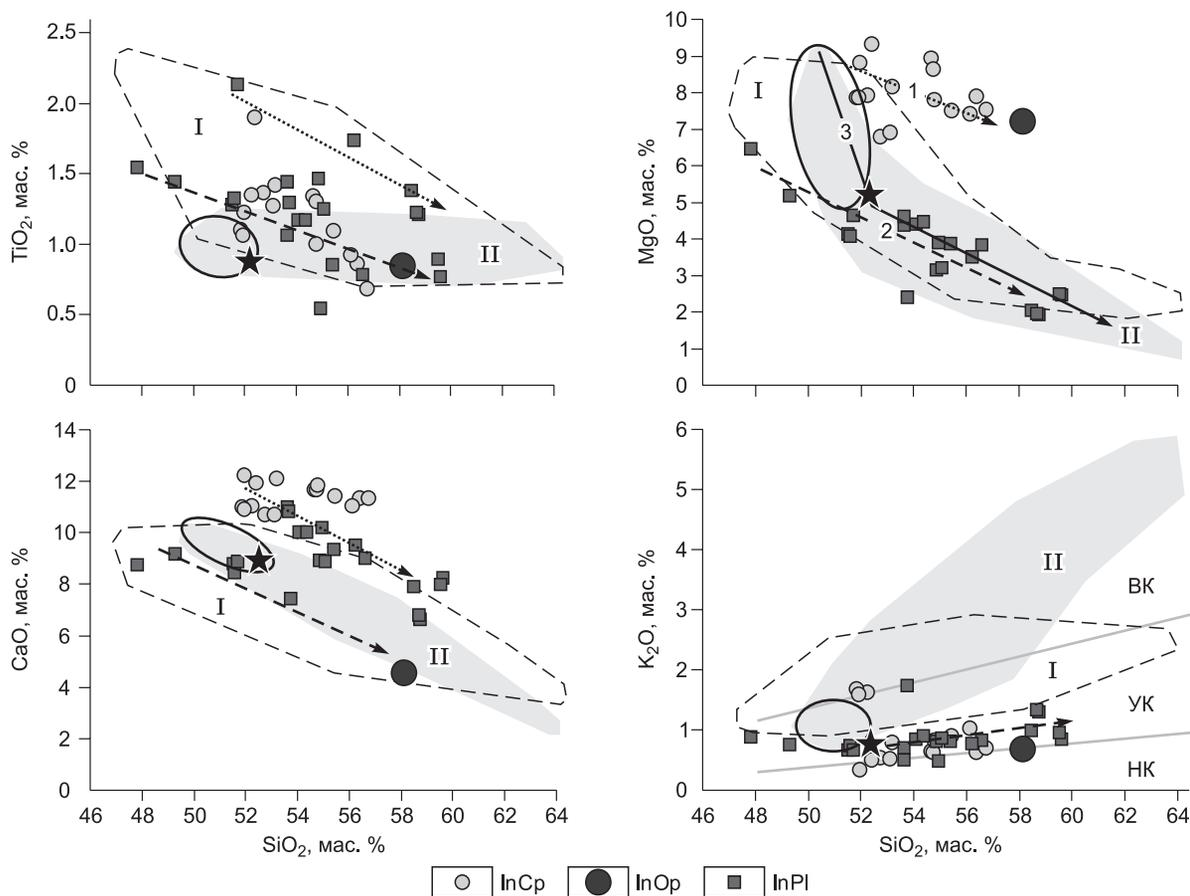 2.5
2.0
1.5
1.0
0.5
0
TiO₂, мас. %
I
II
10
9
8
7
6
5
4
3
2
1
0
MgO, мас. %
I
1
3
2
II
14
12
10
8
6
4
2
0
CaO, мас. %
I
II
46 48 50 52 54 56 58 60 62 64
SiO₂, мас. %
6
5
4
3
2
1
0
K₂O, мас. %
II
I
ВК
УК
НК
46 48 50 52 54 56 58 60 62 64
SiO₂, мас. %
InCp InOp InPl